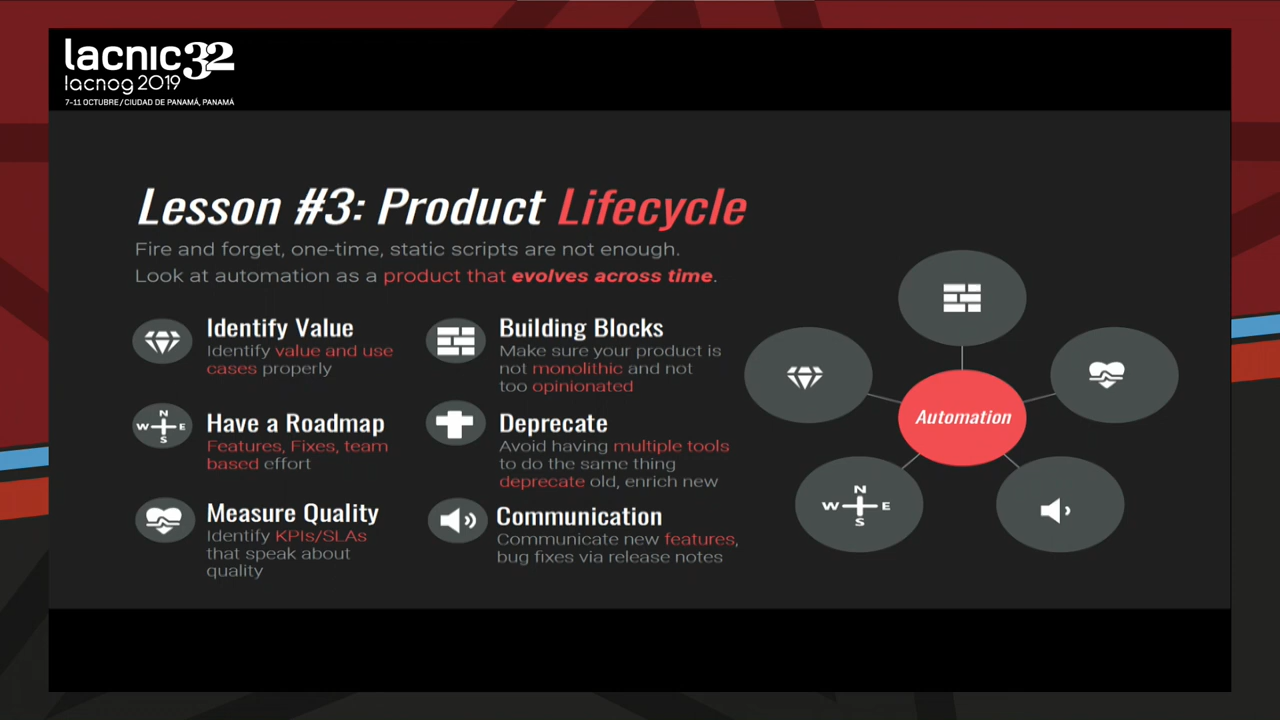 lacnic32
lacnog 2019
7-11 OCTUBRE / CIUDAD DE PANAMÁ, PANAMÁ
Lesson #3: Product Lifecycle
Fire and forget, one-time, static scripts are not enough.
Look at automation as a product that evolves across time.
Identify Value
Identify value and use
cases properly
Building Blocks
Make sure your product is
not monolithic and not
too opinionated
Have a Roadmap
Features, Fixes, team
based effort
Deprecate
Avoid having multiple tools
to do the same thing
deprecate old, enrich new
Measure Quality
Identify KPIs/SLAs
that speak about
quality
Communication
Communicate new features,
bug fixes via release notes
N
W E
S
Automation
N
W E
S